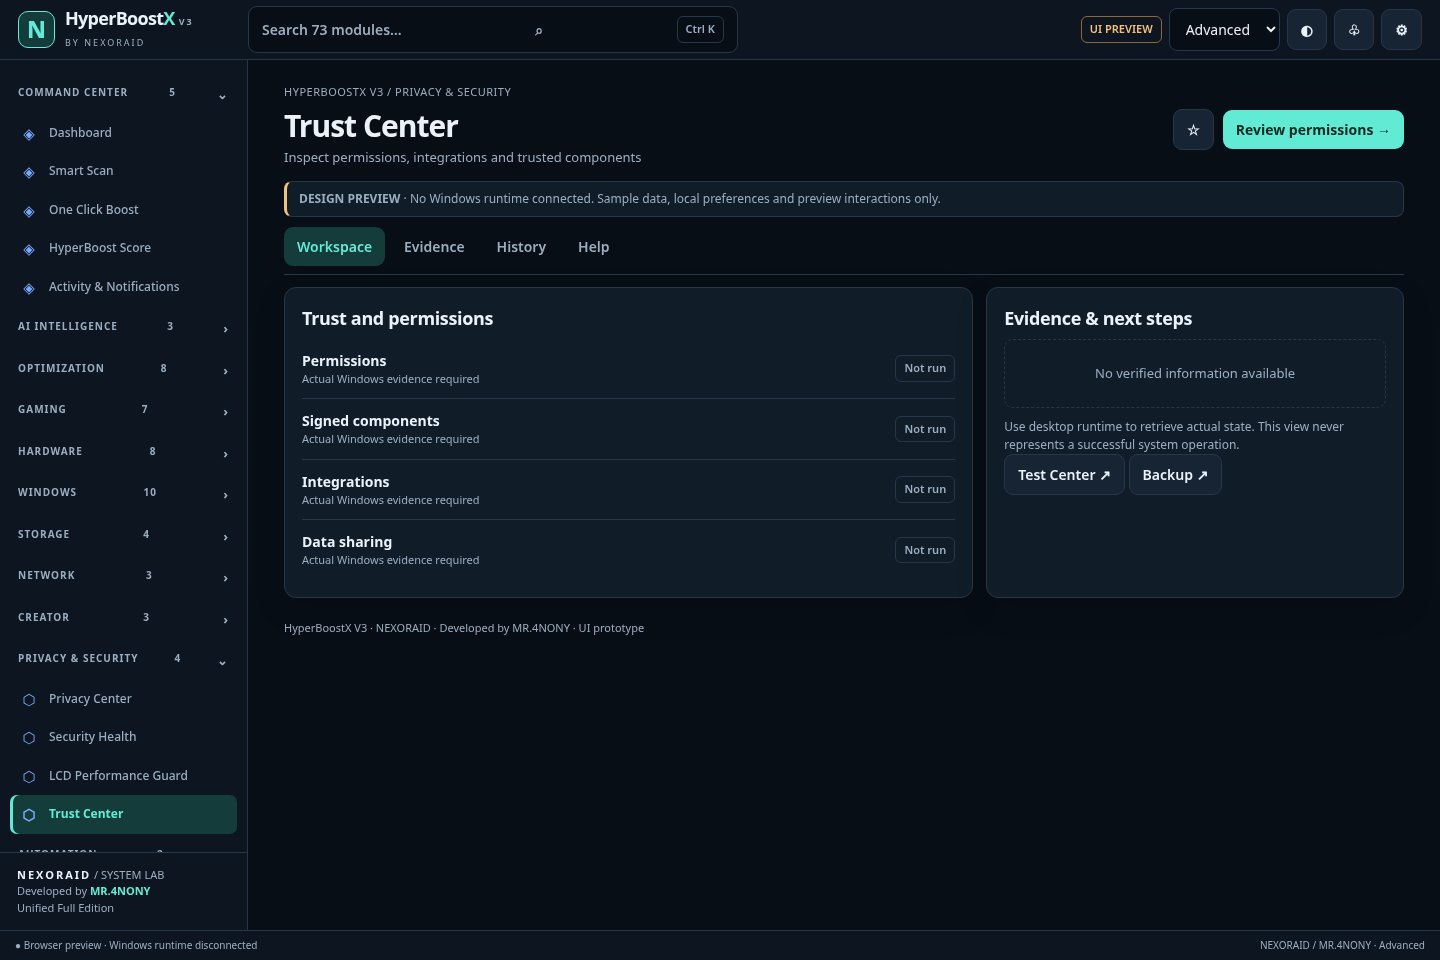 N
HyperBoostX V3
BY NEXORAID
Search 73 modules...
Ctrl K
UI PREVIEW
Advanced
COMMAND CENTER 5
Dashboard
Smart Scan
One Click Boost
HyperBoost Score
Activity & Notifications
AI INTELLIGENCE 3
OPTIMIZATION 8
GAMING 7
HARDWARE 8
WINDOWS 10
STORAGE 4
NETWORK 3
CREATOR 3
PRIVACY & SECURITY 4
Privacy Center
Security Health
LCD Performance Guard
Trust Center
NEXORAID / SYSTEM LAB
Developed by MR.4NONY
Unified Full Edition
HYPERBOOSTX V3 / PRIVACY & SECURITY
Trust Center
Inspect permissions, integrations and trusted components
Review permissions →
DESIGN PREVIEW · No Windows runtime connected. Sample data, local preferences and preview interactions only.
Workspace
Evidence
History
Help
Trust and permissions
Permissions
Actual Windows evidence required
Not run
Signed components
Actual Windows evidence required
Not run
Integrations
Actual Windows evidence required
Not run
Data sharing
Actual Windows evidence required
Not run
Evidence & next steps
No verified information available
Use desktop runtime to retrieve actual state. This view never
represents a successful system operation.
Test Center ↗
Backup ↗
HyperBoostX V3 · NEXORAID · Developed by MR.4NONY · UI prototype
● Browser preview · Windows runtime disconnected
NEXORAID / MR.4NONY · Advanced